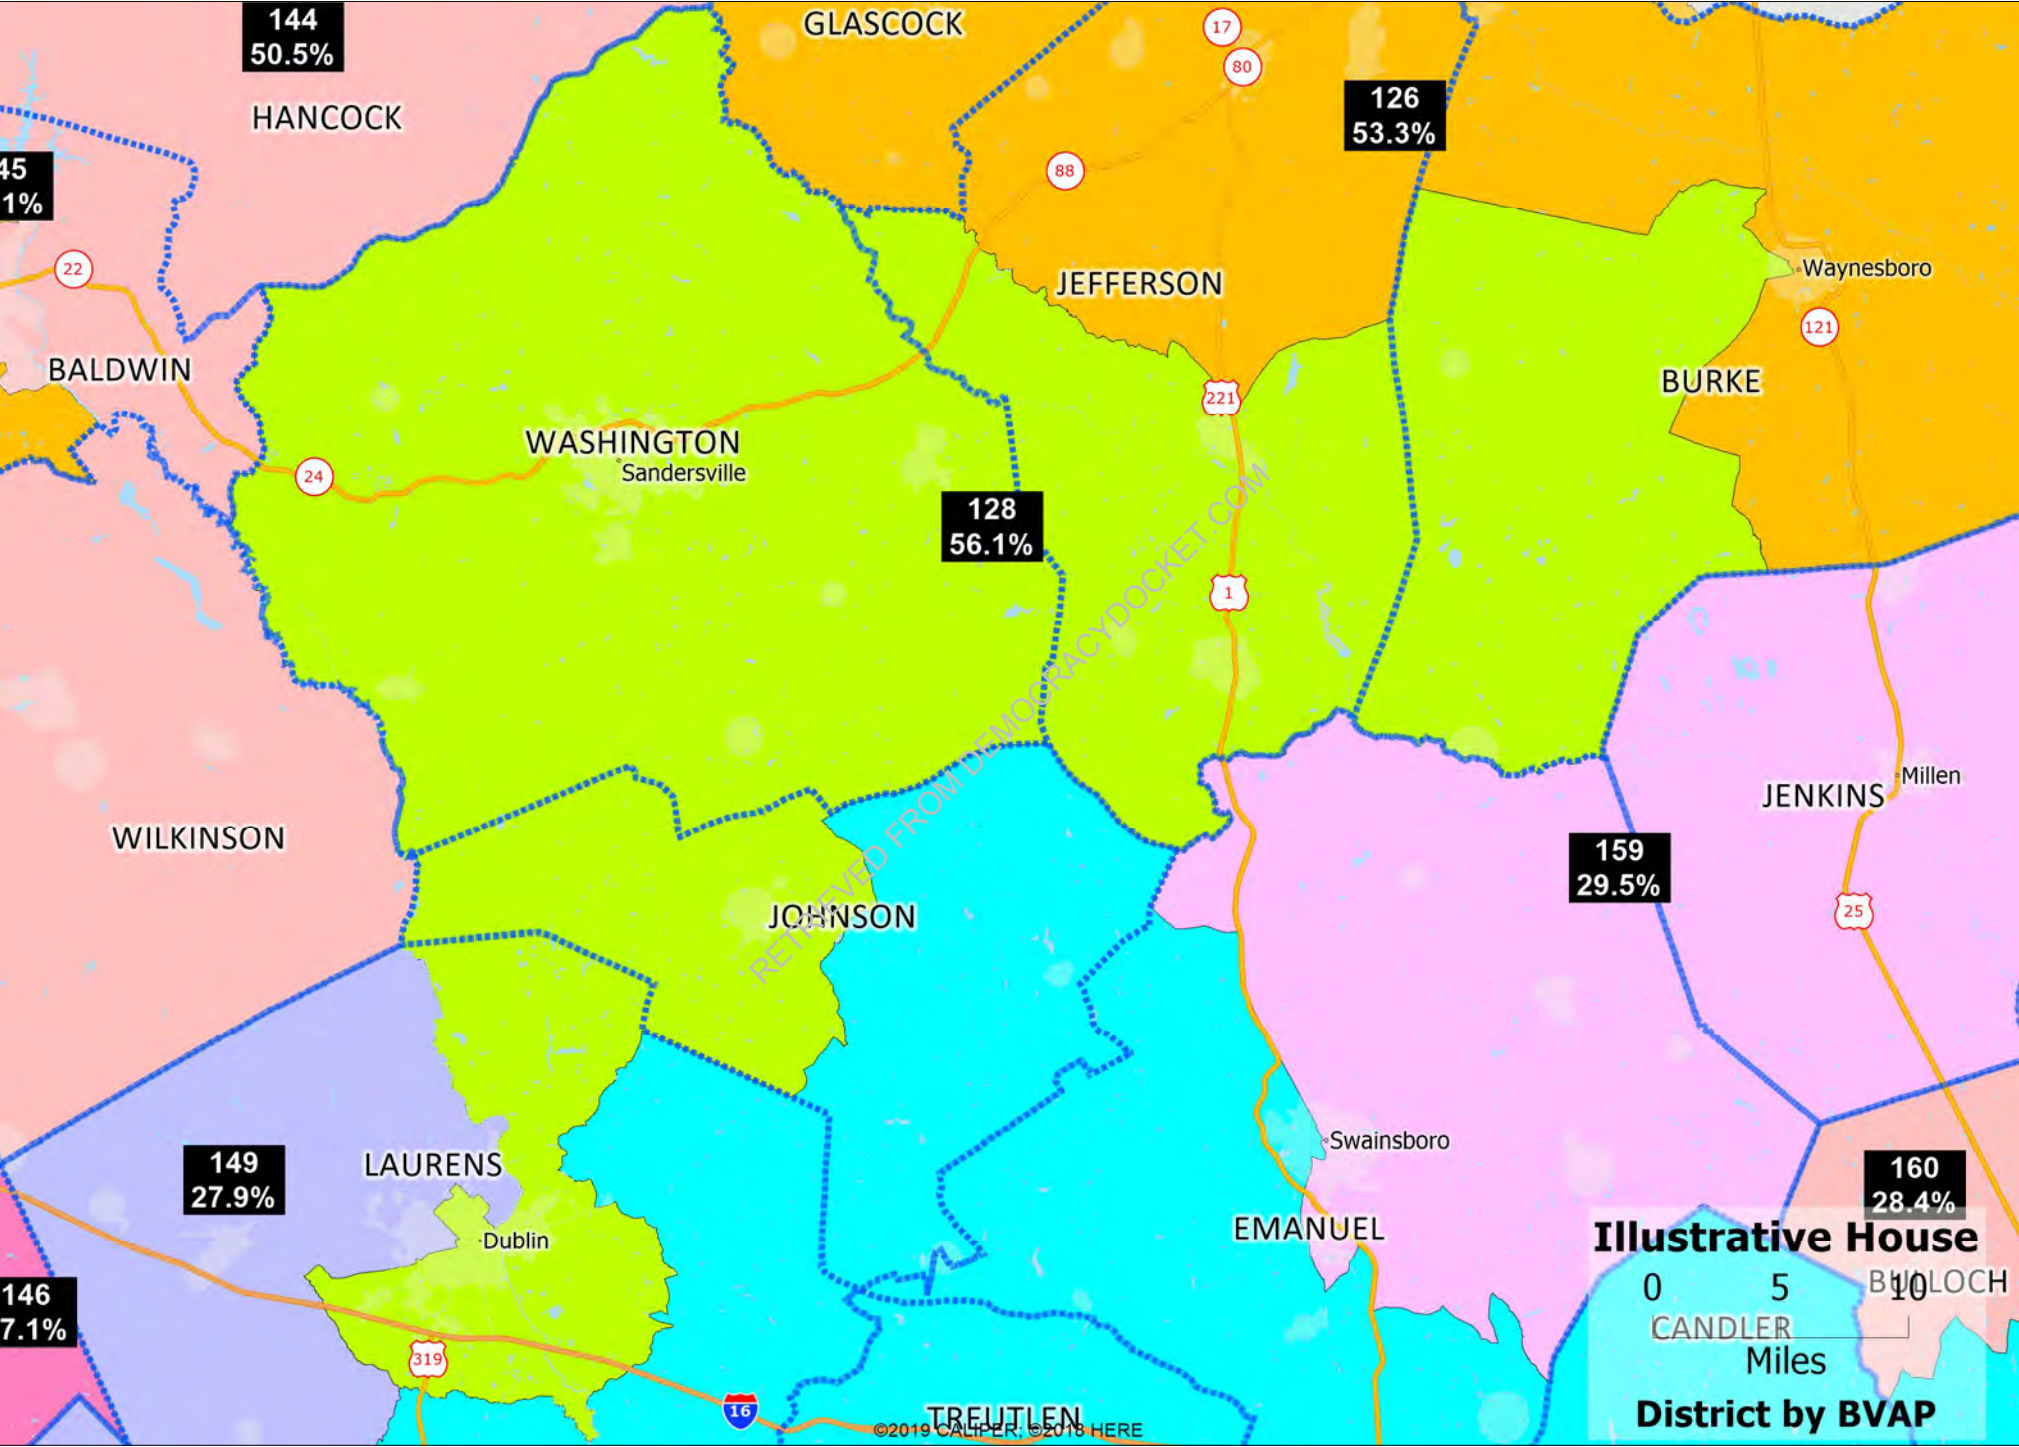 144
50.5%
GLASCOCK
17
80
126
53.3%
HANCOCK
88
45
1%
22
JEFFERSON
Waynesboro
121
BALDWIN
BURKE
221
WASHINGTON
Sandersville
24
128
56.1%
1
JENKINS
Millen
WILKINSON
159
29.5%
25
JOHNSON
RETRIEVED FROM DEMOCRACYDOCKET.COM
149
27.9%
LAURENS
Swainsboro
160
28.4%
Dublin
EMANUEL
Illustrative House
0 5 10
BULLOCH
CANDLER
Miles
District by BVAP
146
7.1%
319
16
TREUTLEN
©2019 CALIPER; ©2018 HERE